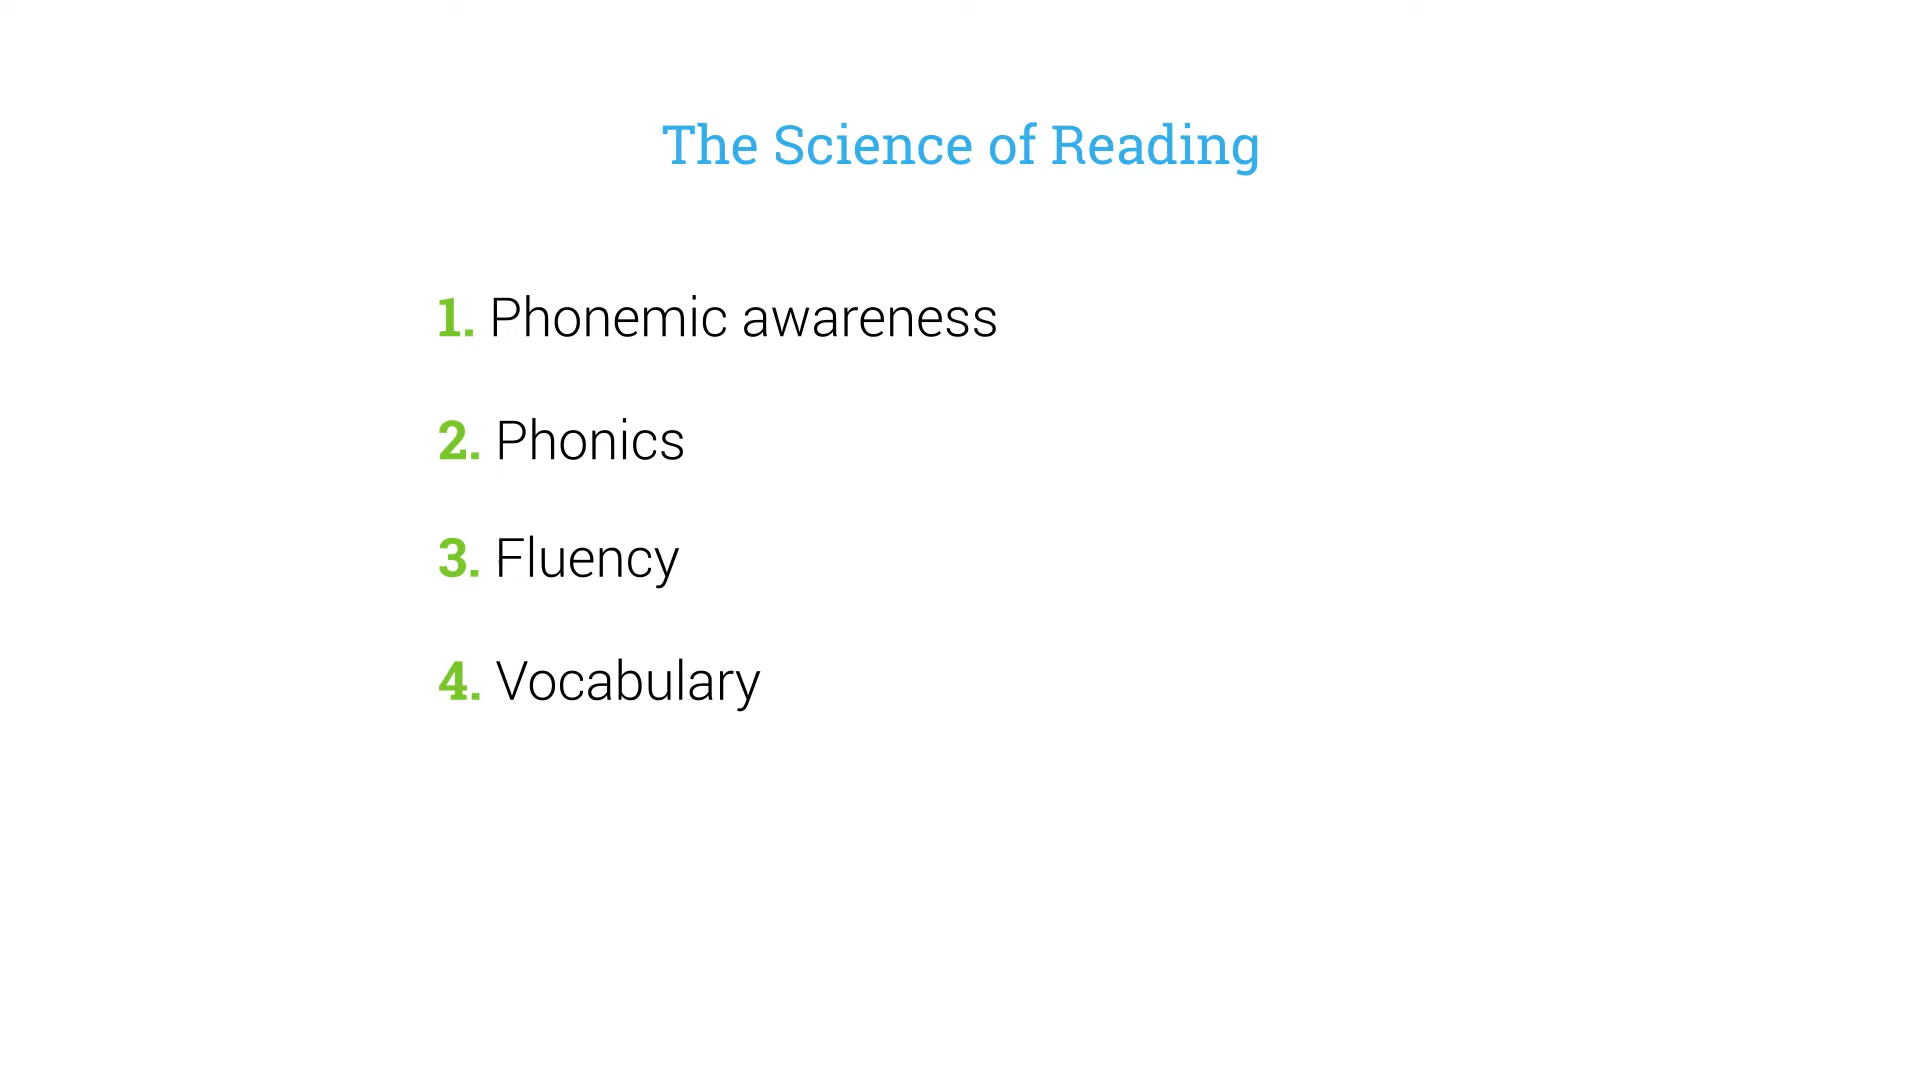 The Science of Reading
1. Phonemic awareness
2. Phonics
3. Fluency
4. Vocabulary